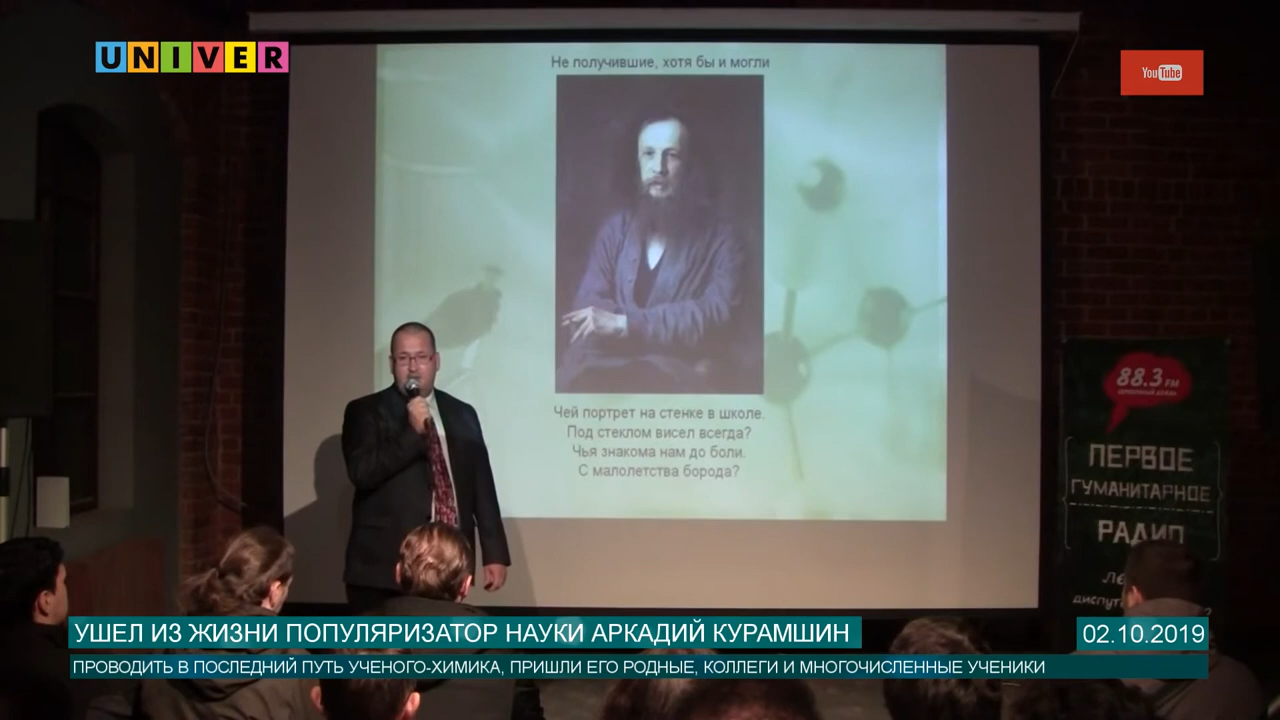 UNIVER
YouTube
Не получившие, хотя бы и могли
Чей портрет на стенке в школе.
Под стеклом висел всегда?
Чья знакома нам до боли.
С малолетства борода?
88.3 FM
СЕРЕБРЯНЫЙ ДОЖДЬ
ПЕРВОЕ
ГУМАНИТАРНОЕ
РАДИО
УШЕЛ ИЗ ЖИЗНИ ПОПУЛЯРИЗАТОР НАУКИ АРКАДИЙ КУРАМШИН
02.10.2019
ПРОВОДИТЬ В ПОСЛЕДНИЙ ПУТЬ УЧЕНОГО-ХИМИКА, ПРИШЛИ ЕГО РОДНЫЕ, КОЛЛЕГИ И МНОГОЧИСЛЕННЫЕ УЧЕНИКИ